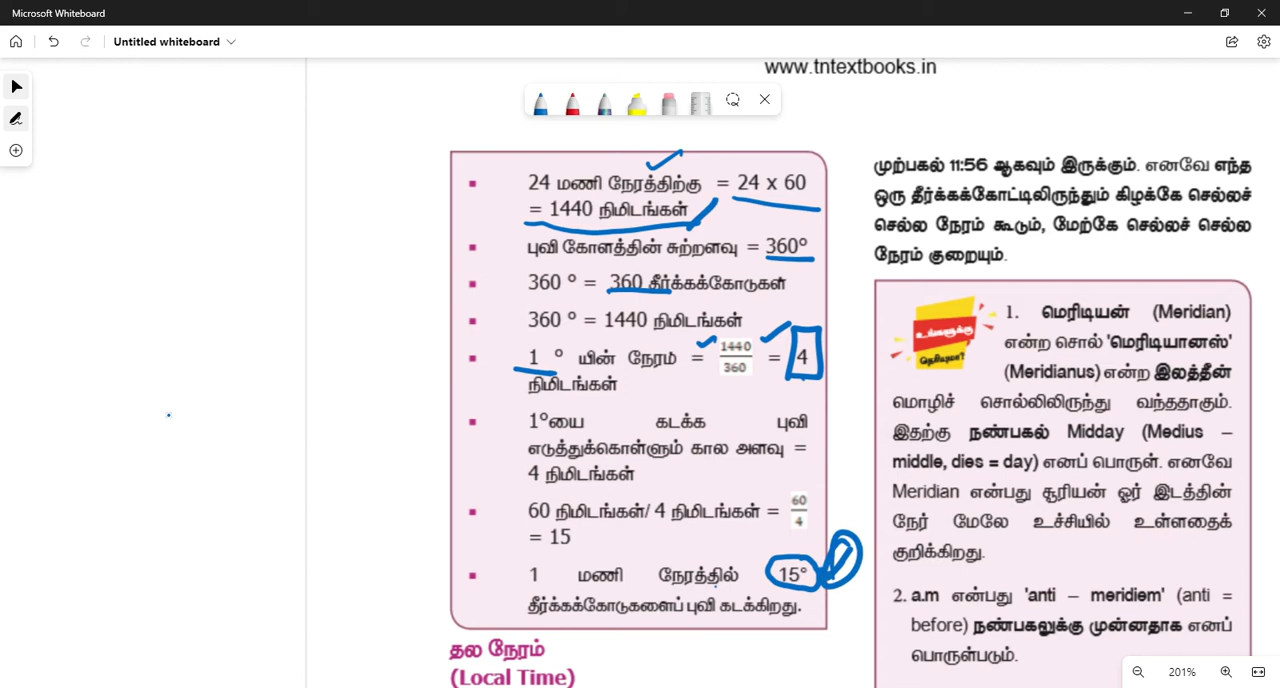 Microsoft Whiteboard
Untitled whiteboard
www.tntextbooks.in
▪ 24 மணி நேரத்திற்கு = 24 x 60
= 1440 நிமிடங்கள்
▪ புவி கோளத்தின் சுற்றளவு = 360°
▪ 360 ° = 360 தீர்க்கக்கோடுகள்
▪ 360 ° = 1440 நிமிடங்கள்
▪ 1 ° யின் நேரம் = 1440/360 = 4
நிமிடங்கள்
▪ 1°யை கடக்க புவி
எடுத்துக்கொள்ளும் கால அளவு =
4 நிமிடங்கள்
▪ 60 நிமிடங்கள்/ 4 நிமிடங்கள் = 60/4
= 15
▪ 1 மணி நேரத்தில் 15°
தீர்க்கக்கோடுகளைப் புவி கடக்கிறது.
தல நேரம்
(Local Time)
முற்பகல் 11:56 ஆகவும் இருக்கும். எனவே எந்த
ஒரு தீர்க்கக்கோட்டிலிருந்தும் கிழக்கே செல்லச்
செல்ல நேரம் கூடும், மேற்கே செல்லச் செல்ல
நேரம் குறையும்.
உங்களுக்கு
தெரியுமா?
1. மெரிடியன் (Meridian)
என்ற சொல் 'மெரிடியானஸ்'
(Meridianus) என்ற இலத்தீன்
மொழிச் சொல்லிலிருந்து வந்ததாகும்.
இதற்கு நண்பகல் Midday (Medius –
middle, dies = day) எனப் பொருள். எனவே
Meridian என்பது சூரியன் ஓர் இடத்தின்
நேர் மேலே உச்சியில் உள்ளதைக்
குறிக்கிறது.
2. a.m என்பது 'anti – meridiem' (anti =
before) நண்பகலுக்கு முன்னதாக எனப்
பொருள்படும்.
201%